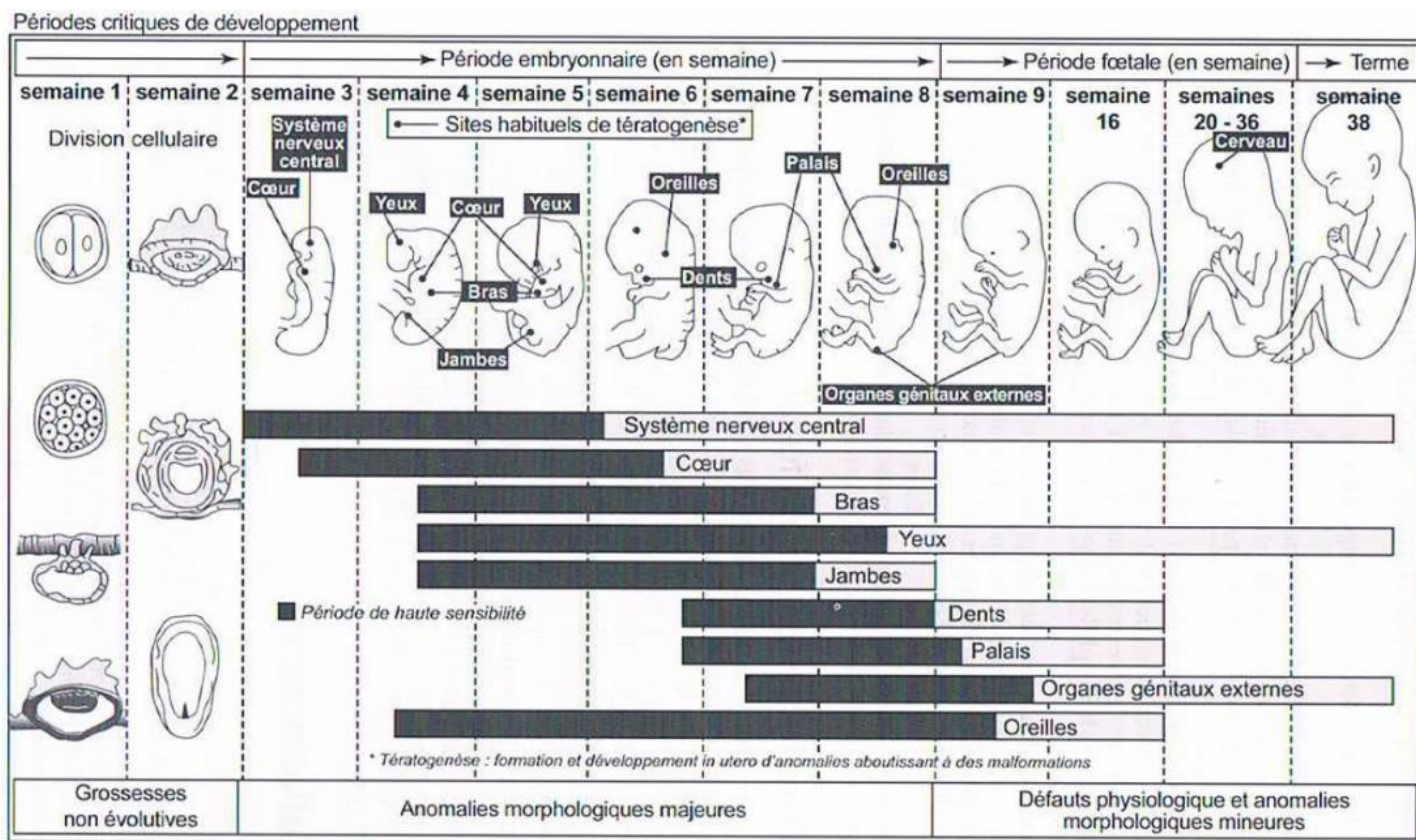 Périodes critiques de développement
Période embryonnaire (en semaine)
Période fœtale (en semaine)
Terme
semaine 1
semaine 2
semaine 3
semaine 4
semaine 5
semaine 6
semaine 7
semaine 8
semaine 9
semaine
16
semaines
20 - 36
semaine
38
Division cellulaire
Sites habituels de tératogenèse*
Système
nerveux
central
Cœur
Yeux
Cœur
Yeux
Bras
Jambes
Oreilles
Dents
Palais
Oreilles
Organes génitaux externes
Cerveau
Système nerveux central
Cœur
Bras
Yeux
Jambes
Période de haute sensibilité
Dents
Palais
Organes génitaux externes
Oreilles
* Tératogenèse : formation et développement in utero d'anomalies aboutissant à des malformations
Grossesses
non évolutives
Anomalies morphologiques majeures
Défauts physiologique et anomalies
morphologiques mineures